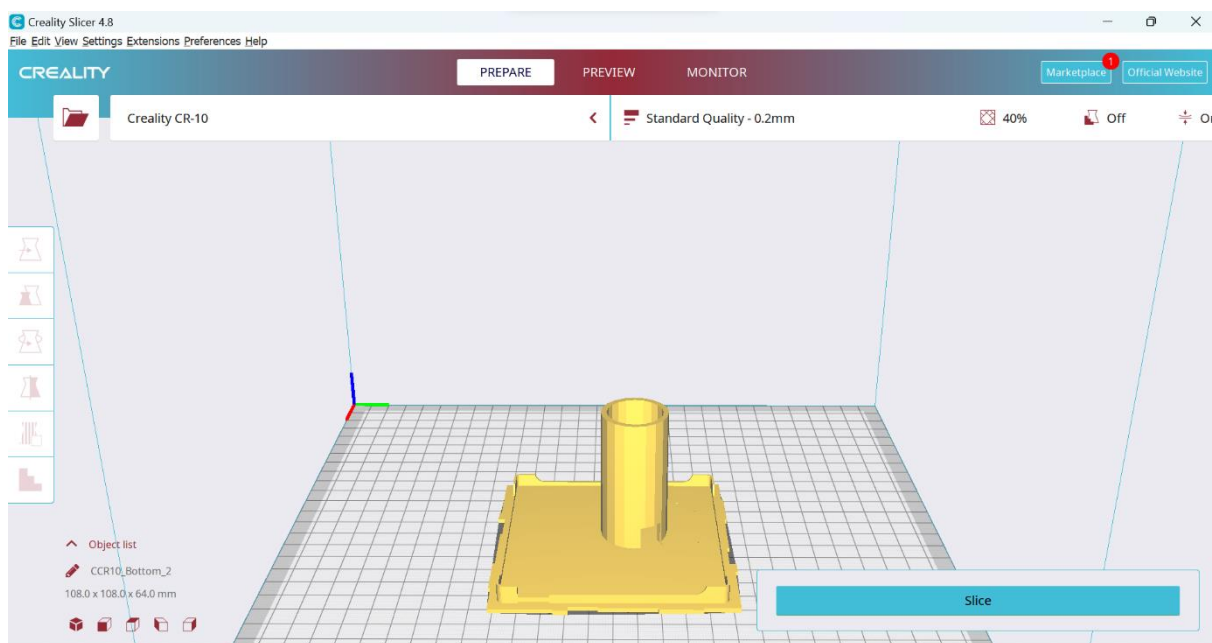 Creality Slicer 4.8
File Edit View Settings Extensions Preferences Help
CREALITY
PREPARE
PREVIEW
MONITOR
Marketplace
1
Official Website
Creality CR-10
Standard Quality - 0.2mm
40%
Off
Object list
CCR10_Bottom_2
108.0 x 108.0 x 64.0 mm
Slice